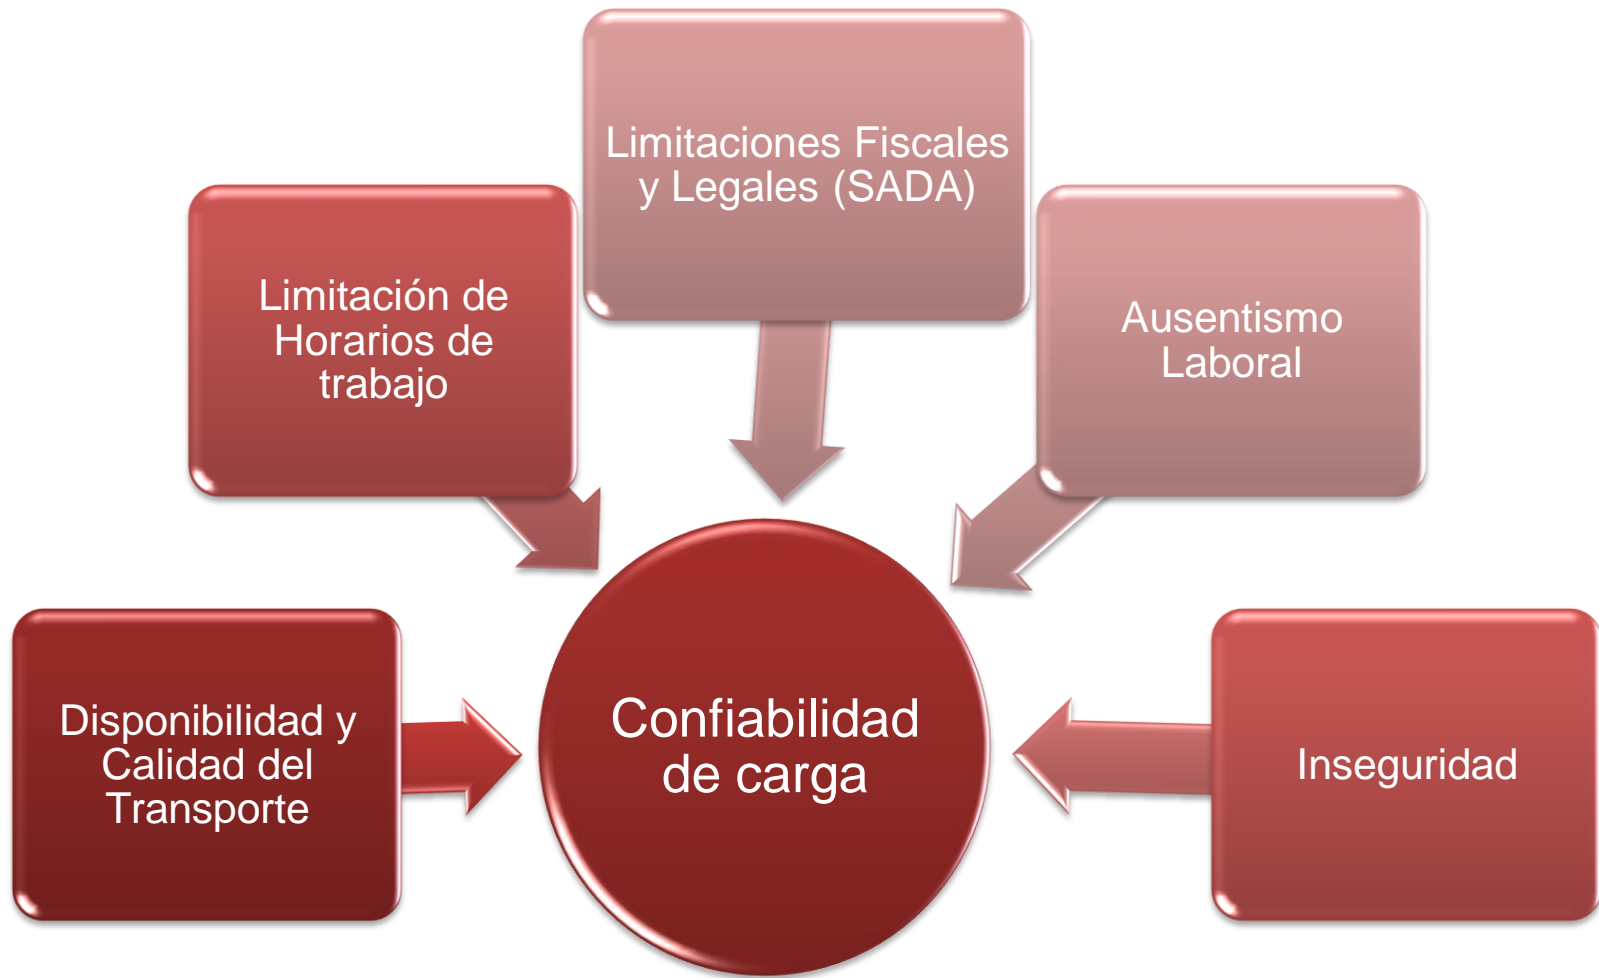 Limitaciones Fiscales
y Legales (SADA)
Limitación de
Horarios de
trabajo
Ausentismo
Laboral
Disponibilidad y
Calidad del
Transporte
Confiabilidad
de carga
Inseguridad